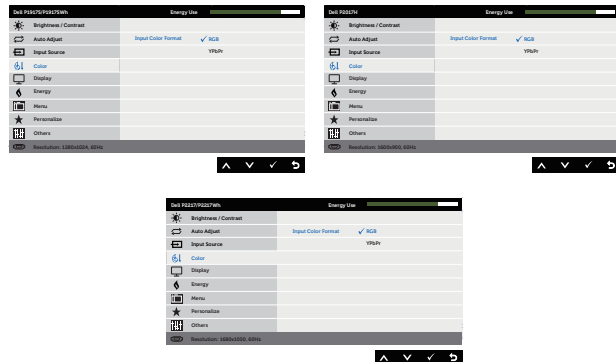 Dell P1917S/P1917SWh Energy Use
Brightness / Contrast
Auto Adjust Input Color Format ✓ RGB
Input Source YPbPr
Color
Display
Energy
Menu
Personalize
Others
Resolution: 1280x1024, 60Hz
Dell P2017H Energy Use
Brightness / Contrast
Auto Adjust Input Color Format ✓ RGB
Input Source YPbPr
Color
Display
Energy
Menu
Personalize
Others
Resolution: 1600x900, 60Hz
Dell P2217/P2217Wh Energy Use
Brightness / Contrast
Auto Adjust Input Color Format ✓ RGB
Input Source YPbPr
Color
Display
Energy
Menu
Personalize
Others
Resolution: 1680x1050, 60Hz